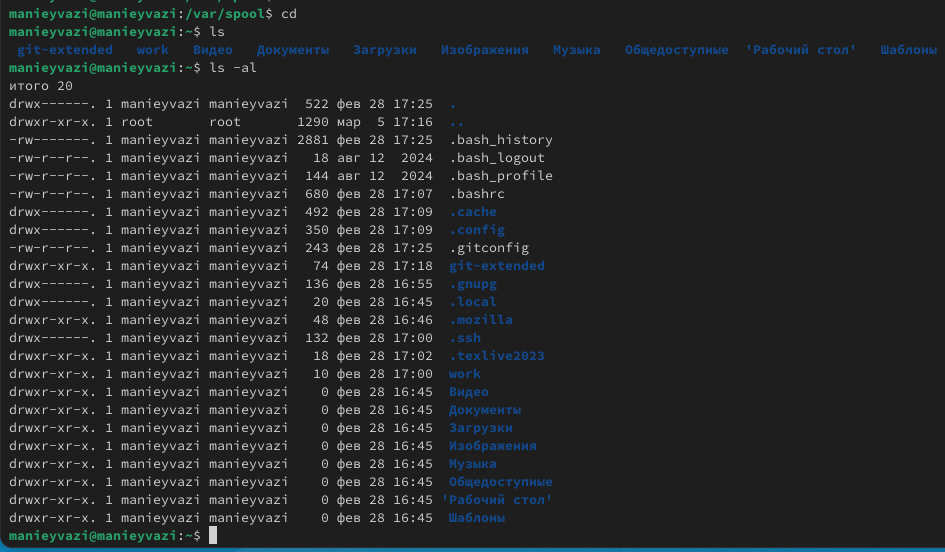 manieyvazi@manieyvazi:/var/spool$ cd
manieyvazi@manieyvazi:~$ ls
git-extended work Видео Документы Загрузки Изображения Музыка Общедоступные 'Рабочий стол' Шаблоны
manieyvazi@manieyvazi:~$ ls -al
итого 20
drwx------. 1 manieyvazi manieyvazi 522 фев 28 17:25 .
drwxr-xr-x. 1 root root 1290 мар 5 17:16 ..
-rw-------. 1 manieyvazi manieyvazi 2881 фев 28 17:25 .bash_history
-rw-r--r--. 1 manieyvazi manieyvazi 18 авг 12 2024 .bash_logout
-rw-r--r--. 1 manieyvazi manieyvazi 144 авг 12 2024 .bash_profile
-rw-r--r--. 1 manieyvazi manieyvazi 680 фев 28 17:07 .bashrc
drwx------. 1 manieyvazi manieyvazi 492 фев 28 17:09 .cache
drwx------. 1 manieyvazi manieyvazi 350 фев 28 17:09 .config
-rw-r--r--. 1 manieyvazi manieyvazi 243 фев 28 17:25 .gitconfig
drwxr-xr-x. 1 manieyvazi manieyvazi 74 фев 28 17:18 git-extended
drwx------. 1 manieyvazi manieyvazi 136 фев 28 16:55 .gnupg
drwx------. 1 manieyvazi manieyvazi 20 фев 28 16:45 .local
drwxr-xr-x. 1 manieyvazi manieyvazi 48 фев 28 16:46 .mozilla
drwx------. 1 manieyvazi manieyvazi 132 фев 28 17:00 .ssh
drwxr-xr-x. 1 manieyvazi manieyvazi 18 фев 28 17:02 .texlive2023
drwxr-xr-x. 1 manieyvazi manieyvazi 10 фев 28 17:00 work
drwxr-xr-x. 1 manieyvazi manieyvazi 0 фев 28 16:45 Видео
drwxr-xr-x. 1 manieyvazi manieyvazi 0 фев 28 16:45 Документы
drwxr-xr-x. 1 manieyvazi manieyvazi 0 фев 28 16:45 Загрузки
drwxr-xr-x. 1 manieyvazi manieyvazi 0 фев 28 16:45 Изображения
drwxr-xr-x. 1 manieyvazi manieyvazi 0 фев 28 16:45 Музыка
drwxr-xr-x. 1 manieyvazi manieyvazi 0 фев 28 16:45 Общедоступные
drwxr-xr-x. 1 manieyvazi manieyvazi 0 фев 28 16:45 'Рабочий стол'
drwxr-xr-x. 1 manieyvazi manieyvazi 0 фев 28 16:45 Шаблоны
manieyvazi@manieyvazi:~$